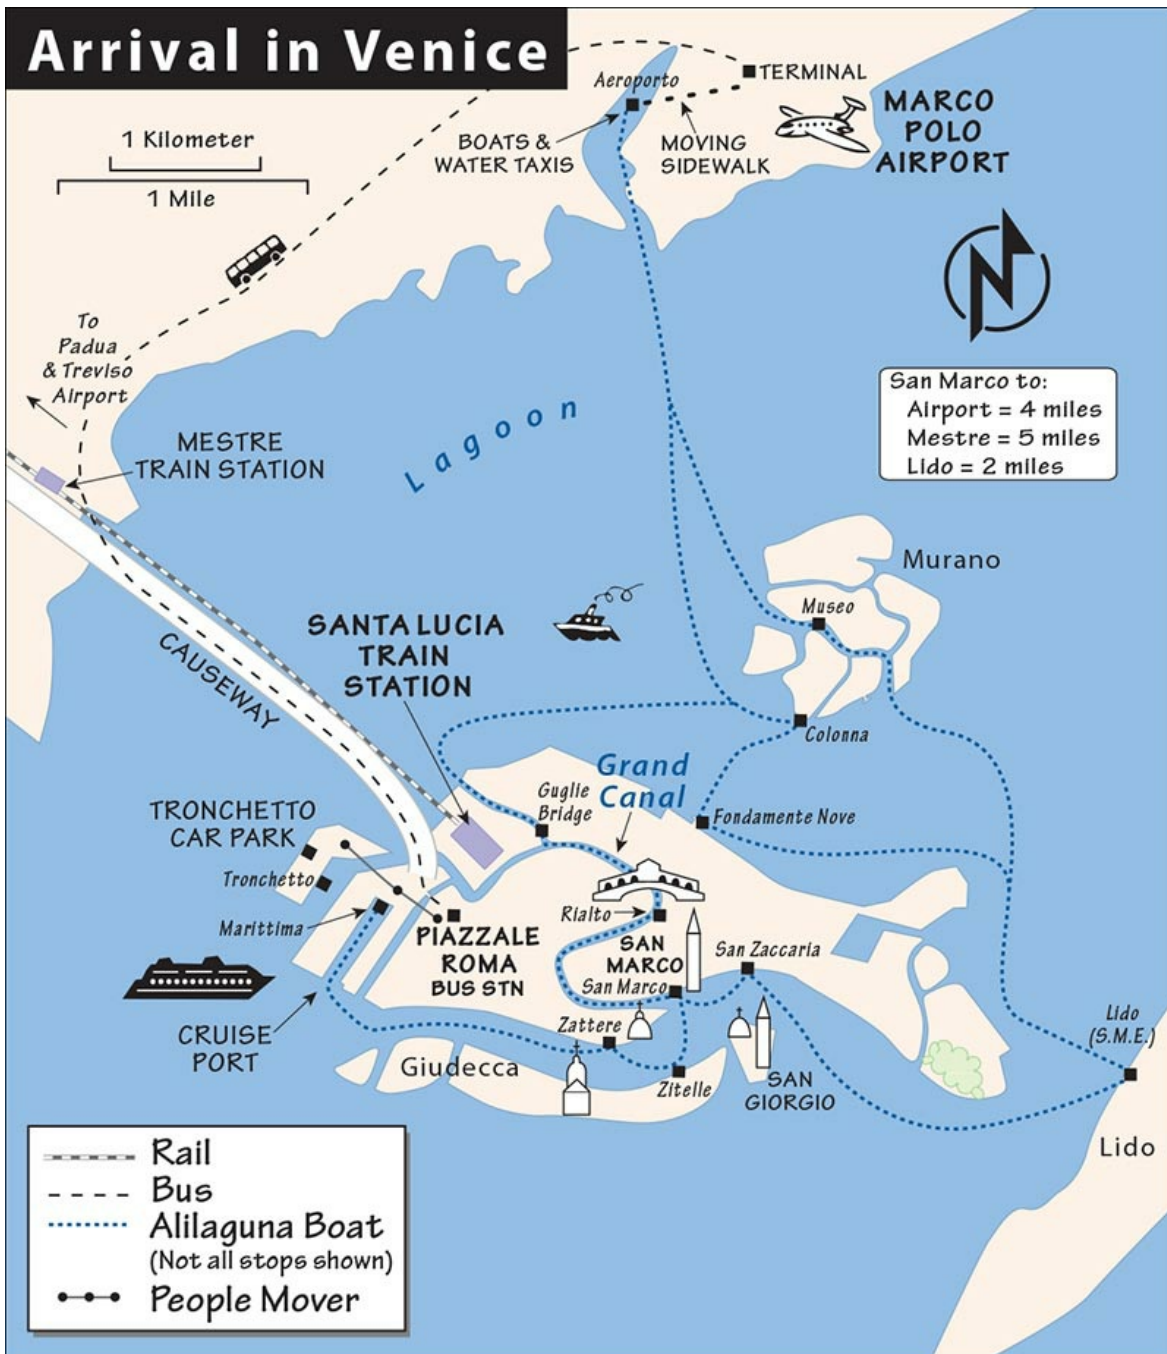 Arrival in Venice
1 Kilometer
1 Mile
Aeroporto
TERMINAL
BOATS &
WATER TAXIS
MOVING
SIDEWALK
MARCO
POLO
AIRPORT
N
To
Padua
& Treviso
Airport
San Marco to:
Airport = 4 miles
Mestre = 5 miles
Lido = 2 miles
Lagoon
MESTRE
TRAIN STATION
Murano
Museo
SANTA LUCIA
TRAIN
STATION
CAUSEWAY
Colonna
Grand
Canal
Guglie
Bridge
Fondamente Nove
TRONCHETTO
CAR PARK
Tronchetto
Marittima
Rialto
PIAZZALE
ROMA
BUS STN
SAN
MARCO
San Marco
San Zaccaria
CRUISE
PORT
Zattere
Lido
(S.M.E.)
Giudecca
Zitelle
SAN
GIORGIO
Lido
Rail
Bus
Alilaguna Boat
(Not all stops shown)
People Mover